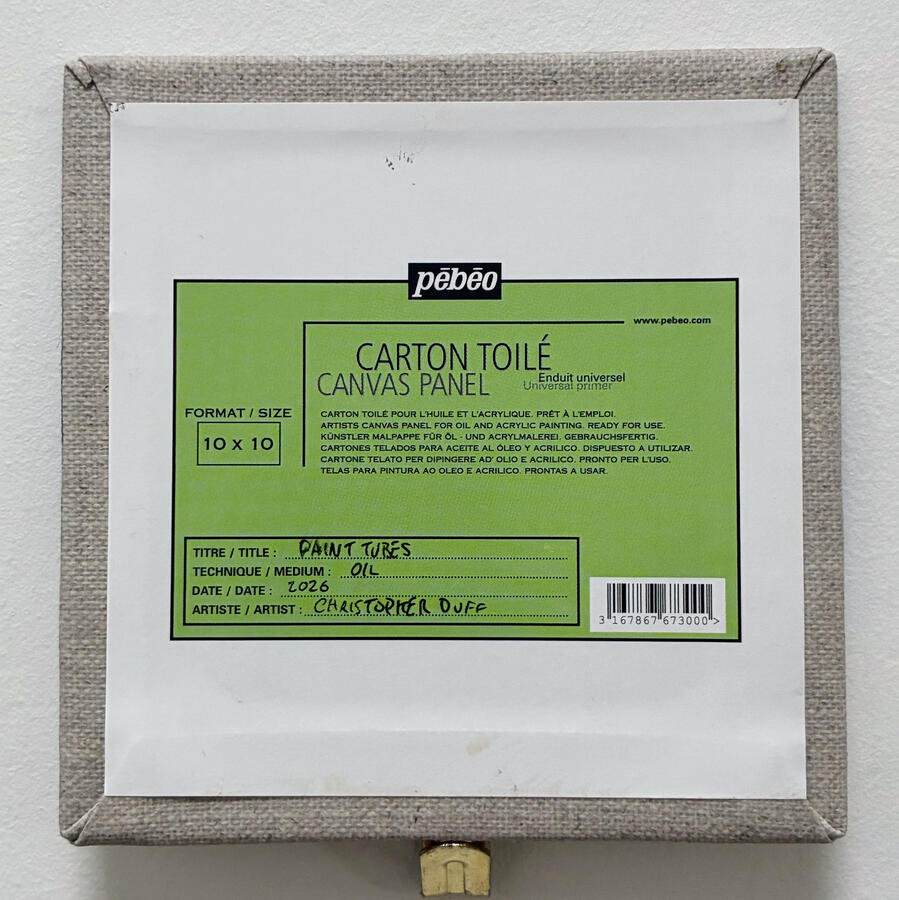 pēbēo
www.pebeo.com
CARTON TOILÉ
CANVAS PANEL
Enduit universel
Universal primer
FORMAT / SIZE
10 x 10
CARTON TOILÉ POUR L'HUILE ET L'ACRYLIQUE. PRÊT À L'EMPLOI.
ARTISTS CANVAS PANEL FOR OIL AND ACRYLIC PAINTING. READY FOR USE.
KÜNSTLER MALPAPPE FÜR ÖL - UND ACRYLMALEREI. GEBRAUCHSFERTIG.
CARTONES TELADOS PARA ACEITE AL ÓLEO Y ACRILICO. DISPUESTO A UTILIZAR.
CARTONE TELATO PER DIPINGERE AD' OLIO E ACRILICO. PRONTO PER L'USO.
TELAS PARA PINTURA AO OLEO E ACRILICO. PRONTAS A USAR.
TITRE / TITLE : PAINT TUBES
TECHNIQUE / MEDIUM : OIL
DATE / DATE : 2026
ARTISTE / ARTIST : CHRISTOPHER DUFF
3 167867 673000 >